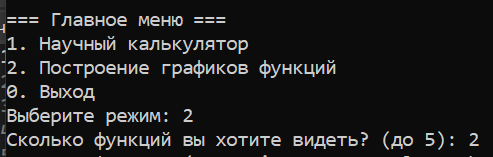 === Главное меню ===
1. Научный калькулятор
2. Построение графиков функций
0. Выход
Выберите режим: 2
Сколько функций вы хотите видеть? (до 5): 2